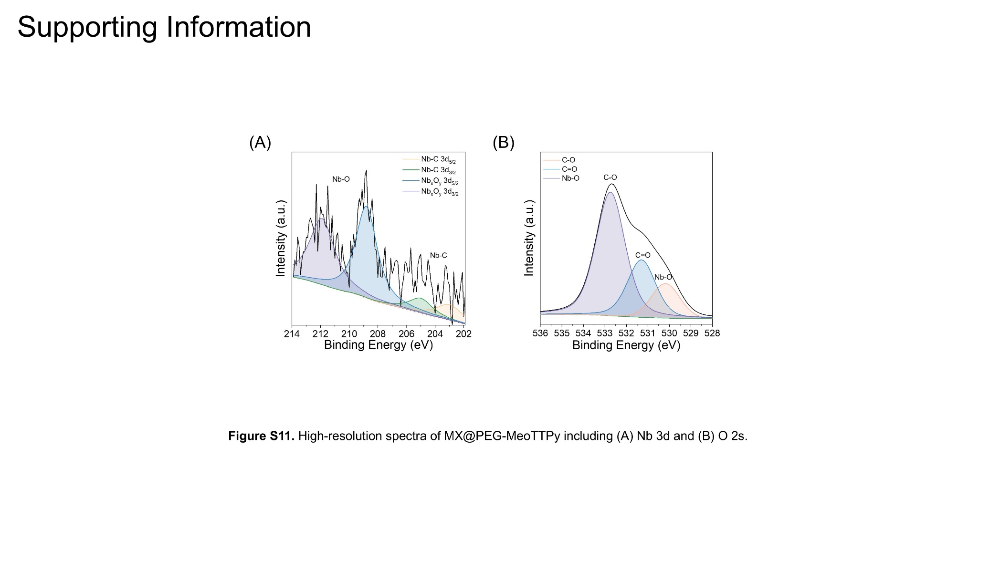 Supporting Information
(A)
Nb-C 3d5/2
Nb-C 3d3/2
NbxOy 3d5/2
NbxOy 3d3/2
Nb-O
Nb-C
Intensity (a.u.)
214 212 210 208 206 204 202
Binding Energy (eV)
(B)
C-O
C=O
Nb-O
C-O
C=O
Nb-O
Intensity (a.u.)
536 535 534 533 532 531 530 529 528
Binding Energy (eV)
Figure S11. High-resolution spectra of MX@PEG-MeoTTPy including (A) Nb 3d and (B) O 2s.